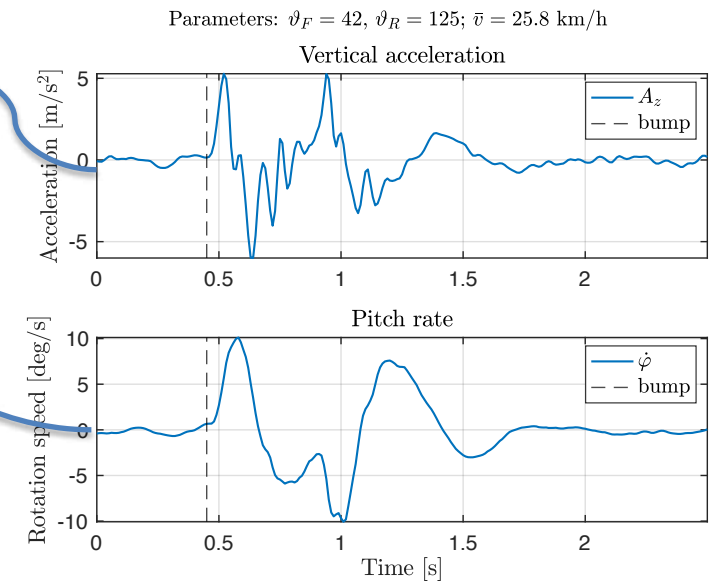 Parameters: ϑ_F = 42, ϑ_R = 125; v̄ = 25.8 km/h
Vertical acceleration
Acceleration [m/s²]
5
0
-5
A_z
bump
0 0.5 1 1.5 2
Pitch rate
Rotation speed [deg/s]
10
5
0
-5
-10
φ̇
bump
0 0.5 1 1.5 2
Time [s]